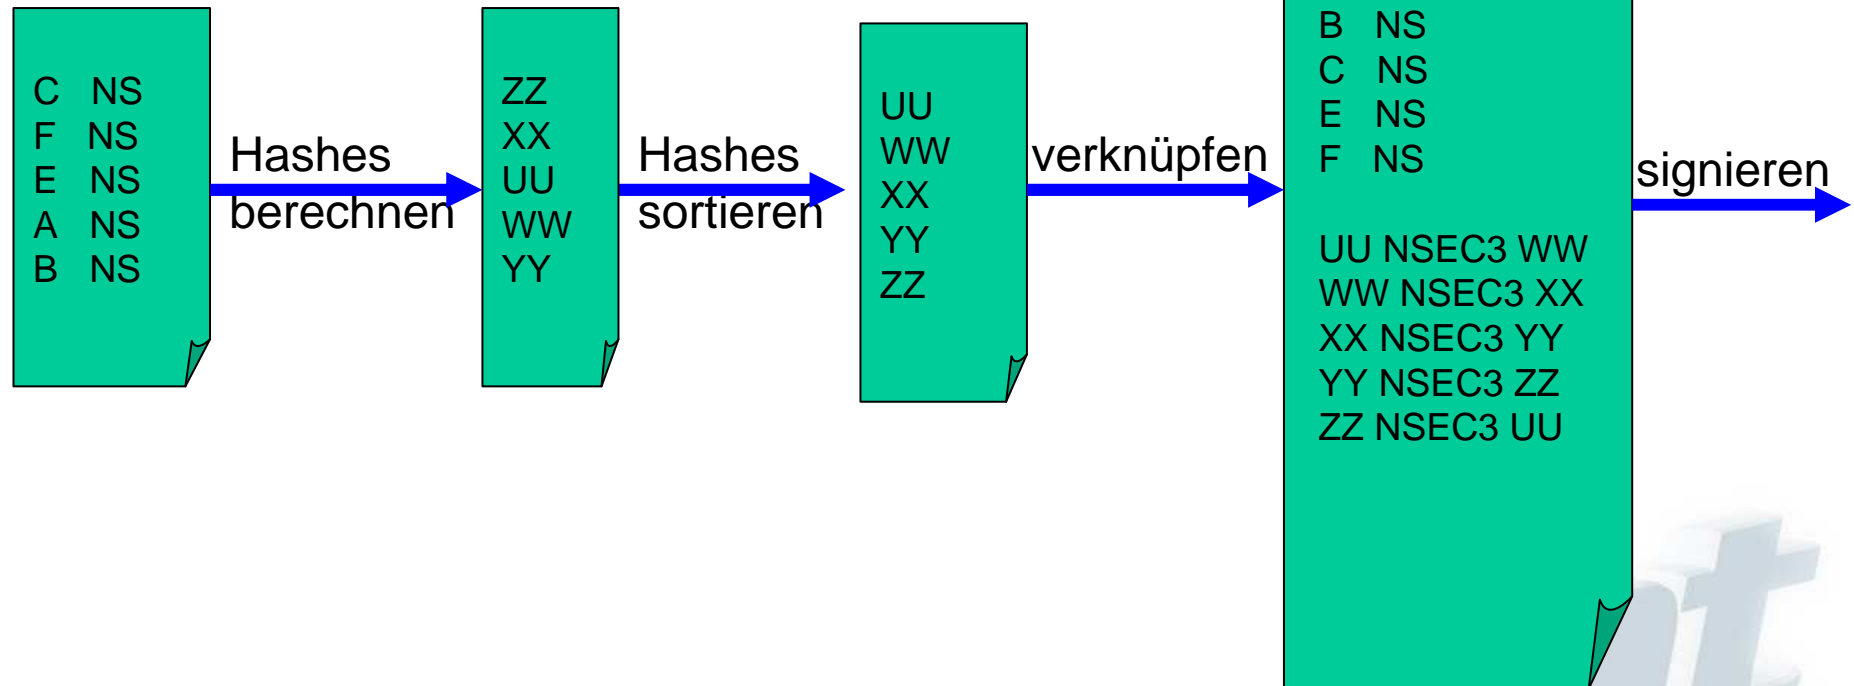 C NS
F NS
E NS
A NS
B NS
Hashes
berechnen
ZZ
XX
UU
WW
YY
Hashes
sortieren
UU
WW
XX
YY
ZZ
verknüpfen
B NS
C NS
E NS
F NS
UU NSEC3 WW
WW NSEC3 XX
XX NSEC3 YY
YY NSEC3 ZZ
ZZ NSEC3 UU
signieren